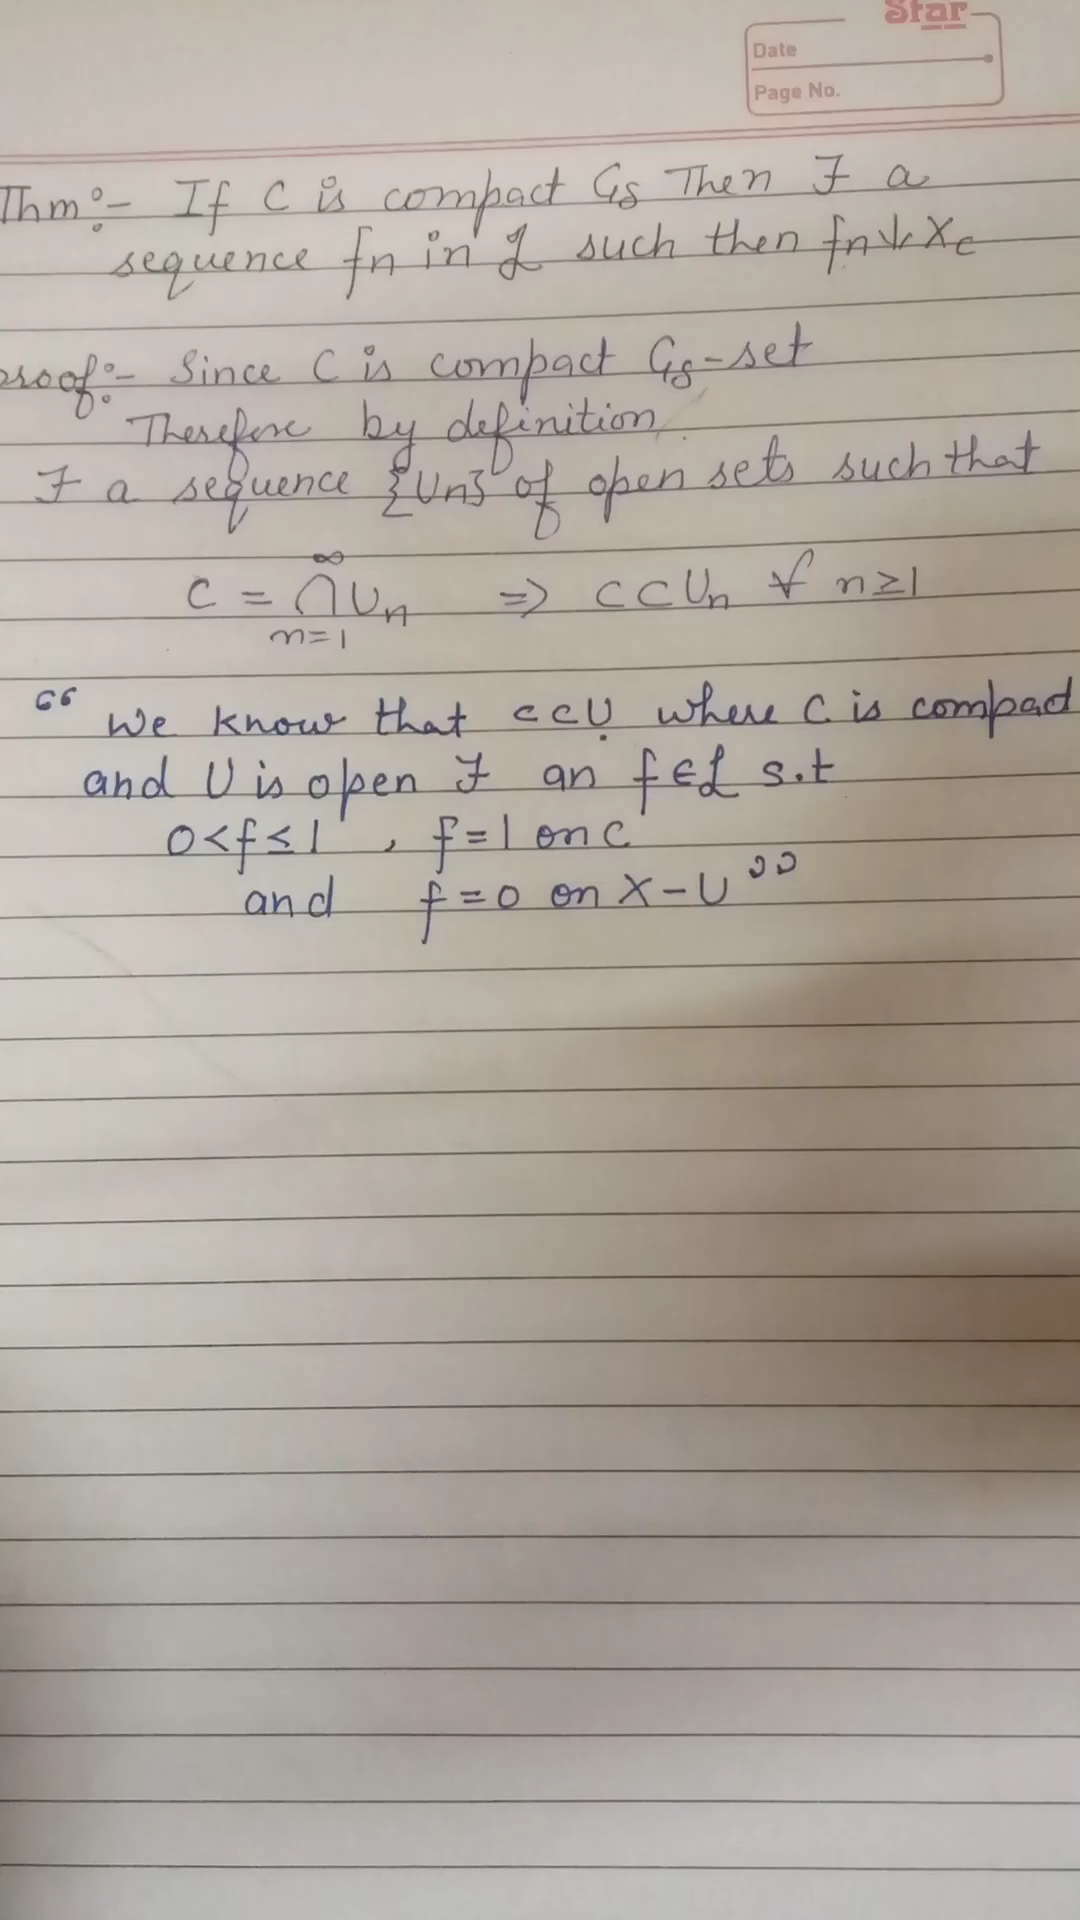 Star
Date
Page No.
Thm:- If C is compact Gδ Then ∃ a
sequence fn in L such then fn↓χc
proof:- Since C is compact Gδ-set
Therefore by definition
∃ a sequence {Un} of open sets such that
C = ∞⋂n=1 Un ⇒ C⊂Un ∀ n≥1
“ We know that C⊂U where C is compact
and U is open ∃ an f∈L s.t
0<f≤1 , f=1 on C
and f=0 on X-U ”